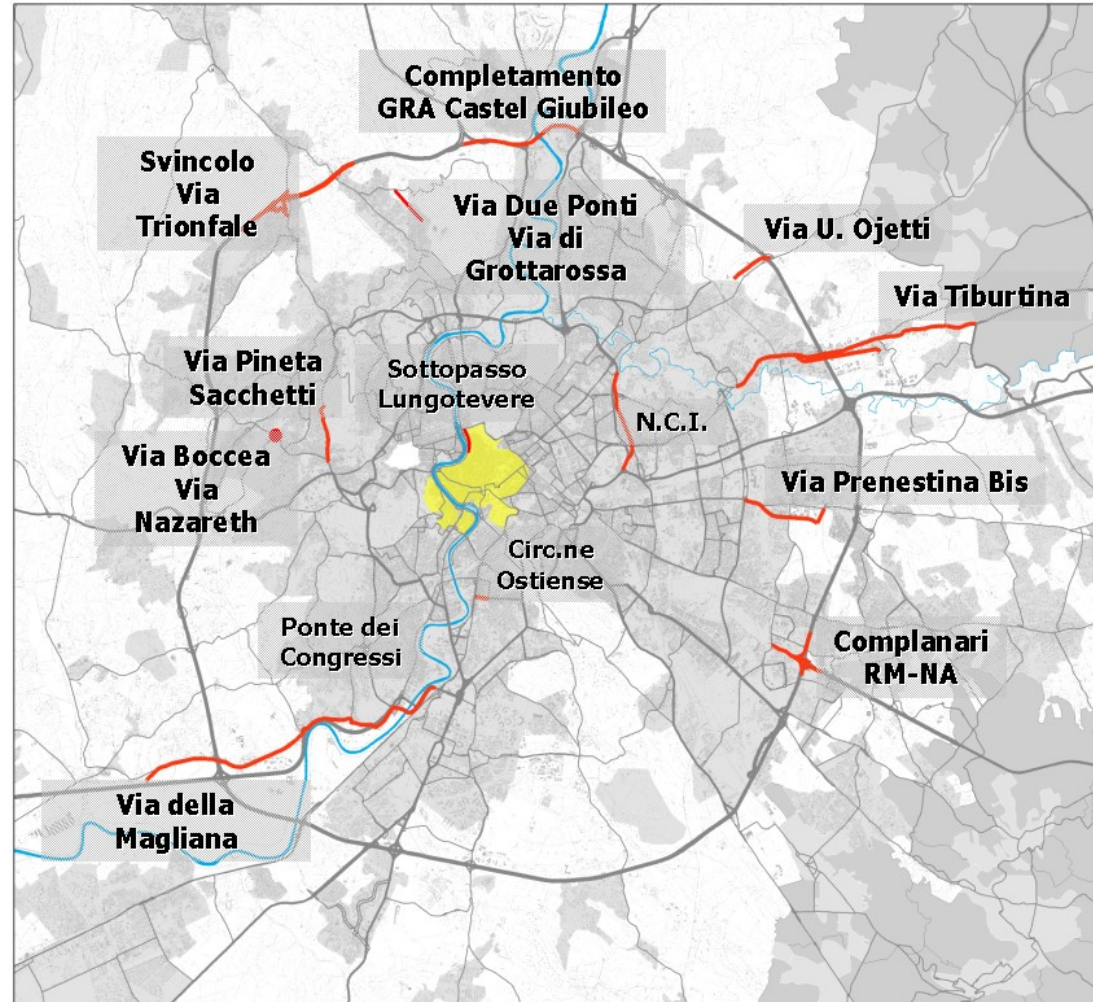 Completamento
GRA Castel Giubileo
Svincolo
Via
Trionfale
Via Due Ponti
Via di
Grottarossa
Via U. Ojetti
Via Tiburtina
Via Pineta
Sacchetti
Sottopasso
Lungotevere
N.C.I.
Via Boccea
Via
Nazareth
Via Prenestina Bis
Circ.ne
Ostiense
Ponte dei
Congressi
Complanari
RM-NA
Via della
Magliana